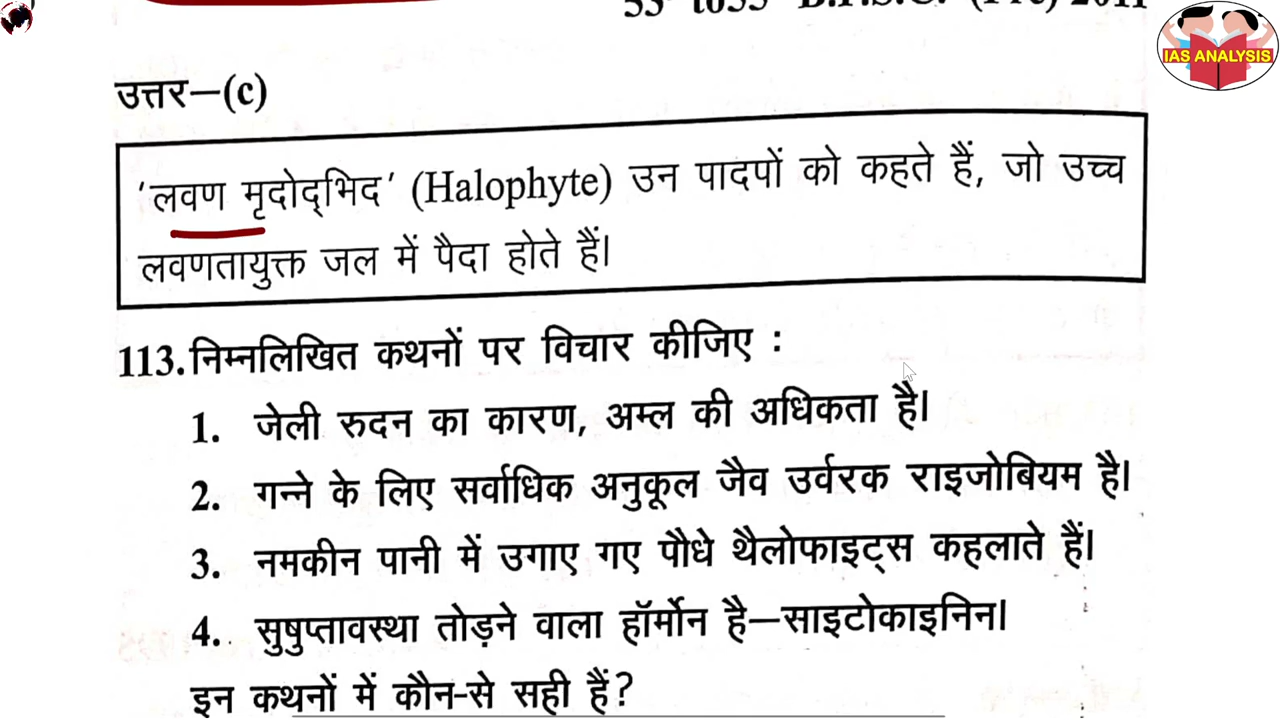 IAS ANALYSIS
उत्तर–(c)
'लवण मृदोद्भिद' (Halophyte) उन पादपों को कहते हैं, जो उच्च
लवणतायुक्त जल में पैदा होते हैं।
113. निम्नलिखित कथनों पर विचार कीजिए :
1. जेली रुदन का कारण, अम्ल की अधिकता है।
2. गन्ने के लिए सर्वाधिक अनुकूल जैव उर्वरक राइजोबियम है।
3. नमकीन पानी में उगाए गए पौधे थैलोफाइट्स कहलाते हैं।
4. सुषुप्तावस्था तोड़ने वाला हॉर्मोन है–साइटोकाइनिन।
इन कथनों में कौन-से सही हैं?